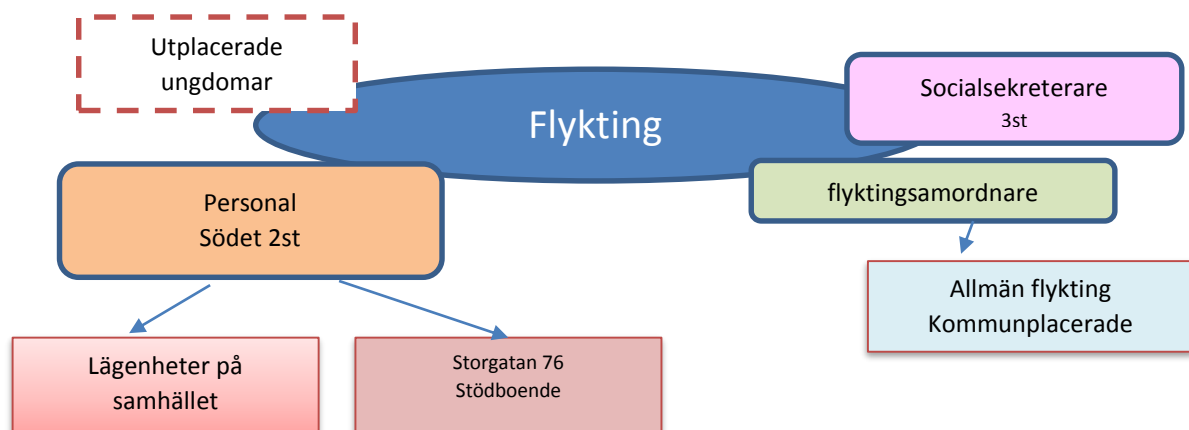 Utplacerade
ungdomar
Flykting
Socialsekreterare
3st
Personal
Södet 2st
flyktingsamordnare
Allmän flykting
Kommunplacerade
Lägenheter på
samhället
Storgatan 76
Stödboende